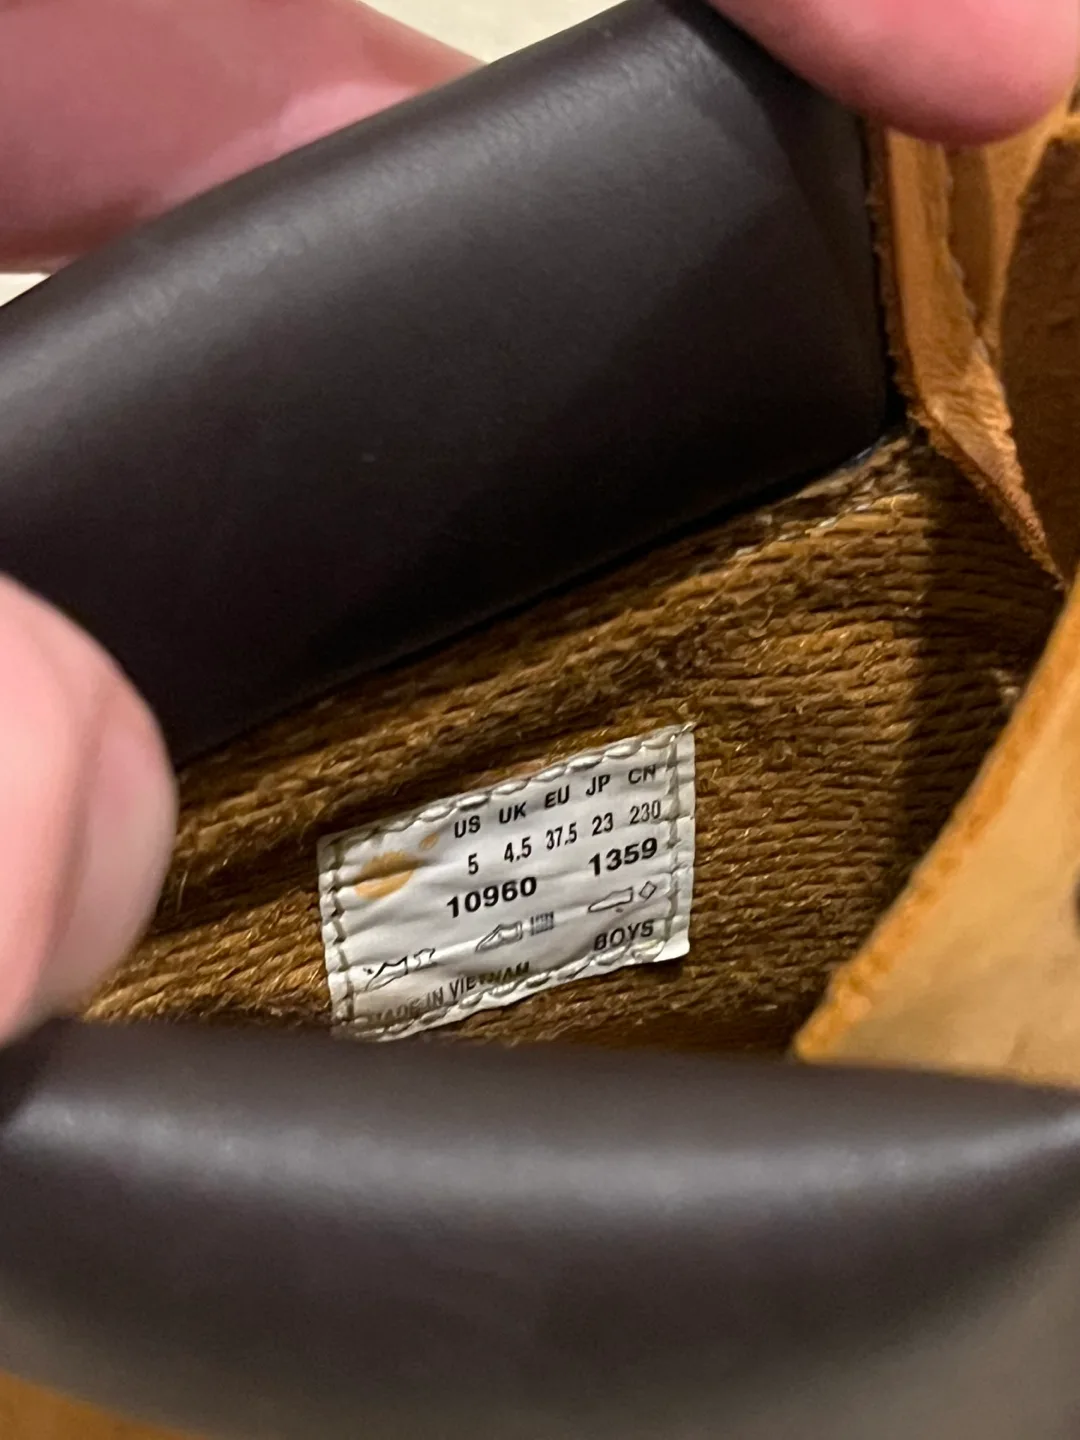 US UK EU JP CN
5 4.5 37.5 23 230
10960 1359
BOYS
MADE IN VIETNAM